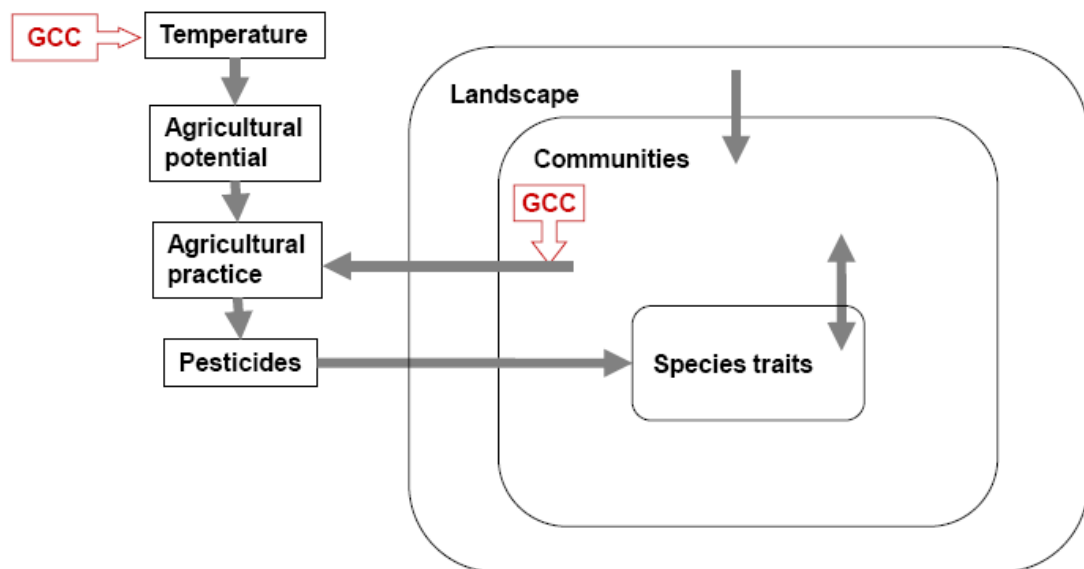 GCC
Temperature
Landscape
Agricultural
potential
Communities
GCC
Agricultural
practice
Pesticides
Species traits